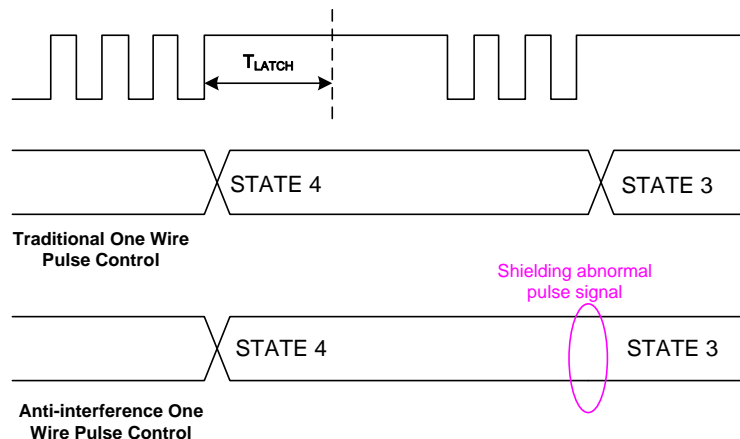 TLATCH
STATE 4
STATE 3
Traditional One Wire
Pulse Control
Shielding abnormal
pulse signal
STATE 4
STATE 3
Anti-interference One
Wire Pulse Control